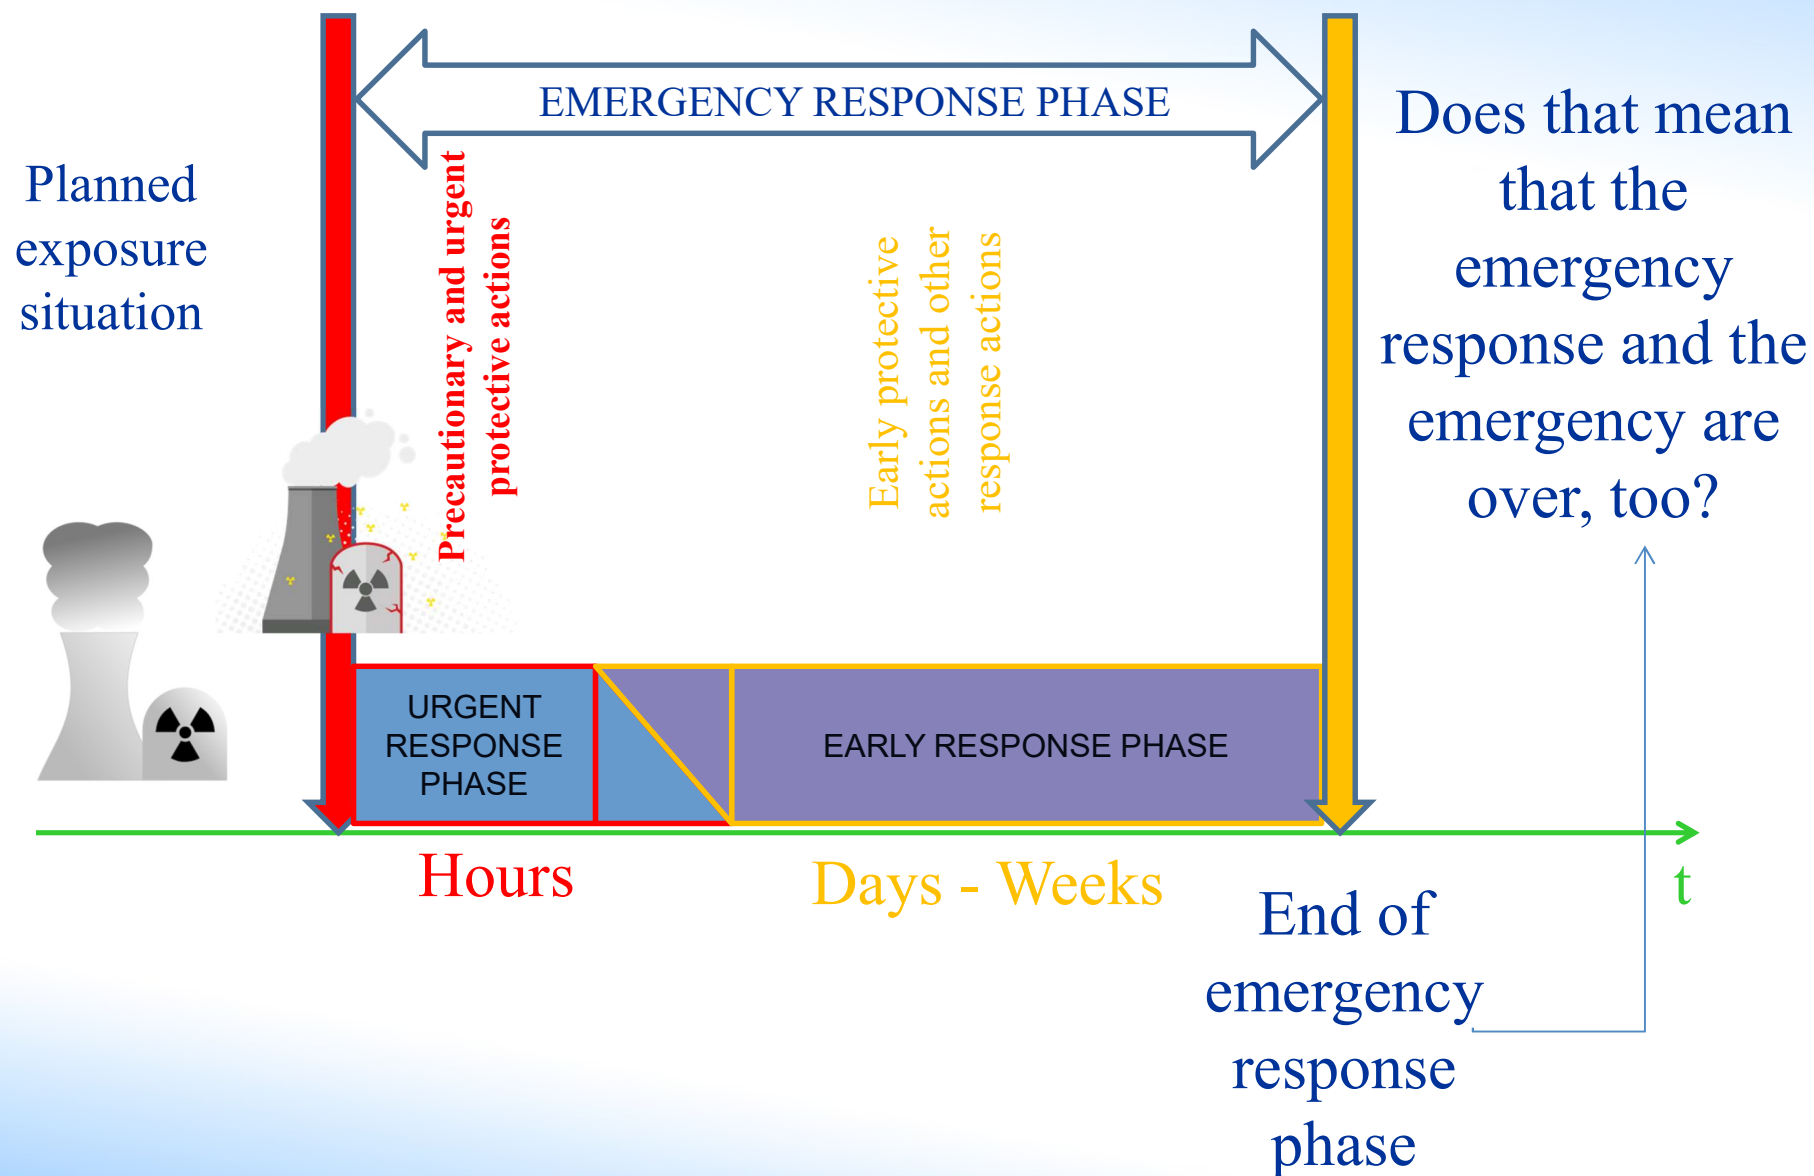 EMERGENCY RESPONSE PHASE
Planned
exposure
situation
Precautionary and urgent
protective actions
Early protective
actions and other
response actions
Does that mean
that the
emergency
response and the
emergency are
over, too?
URGENT
RESPONSE
PHASE
EARLY RESPONSE PHASE
Hours
Days - Weeks
t
End of
emergency
response
phase